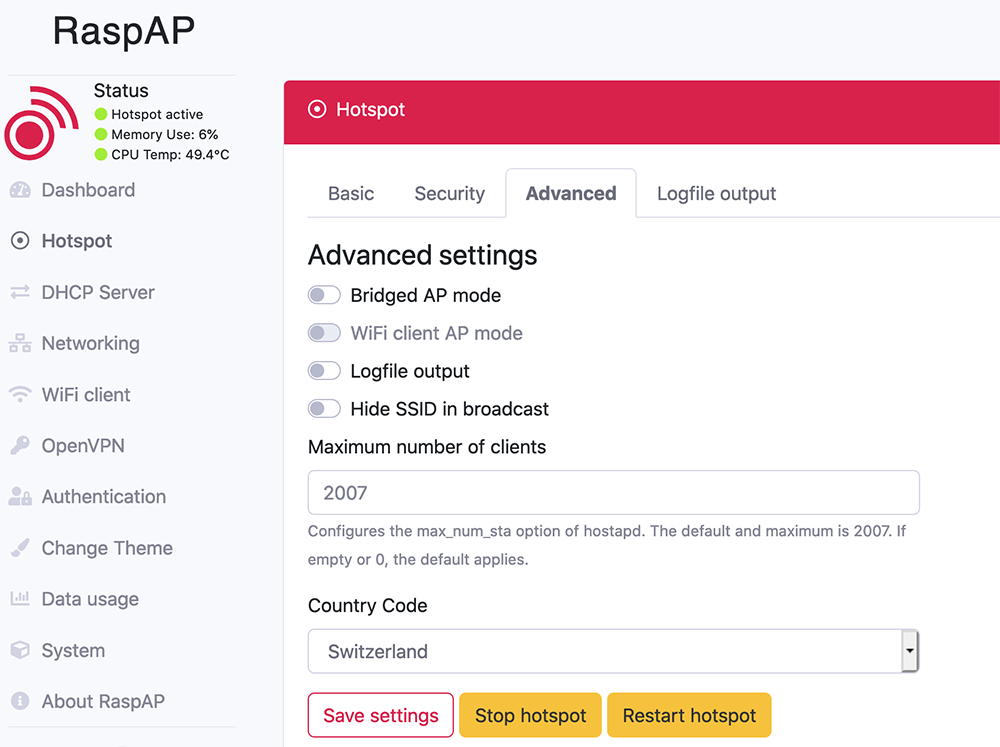 RaspAP
Status
Hotspot active
Memory Use: 6%
CPU Temp: 49.4°C
Dashboard
Hotspot
DHCP Server
Networking
WiFi client
OpenVPN
Authentication
Change Theme
Data usage
System
About RaspAP
Hotspot
Basic Security Advanced Logfile output
Advanced settings
Bridged AP mode
WiFi client AP mode
Logfile output
Hide SSID in broadcast
Maximum number of clients
2007
Configures the max_num_sta option of hostapd. The default and maximum is 2007. If
empty or 0, the default applies.
Country Code
Switzerland
Save settings Stop hotspot Restart hotspot